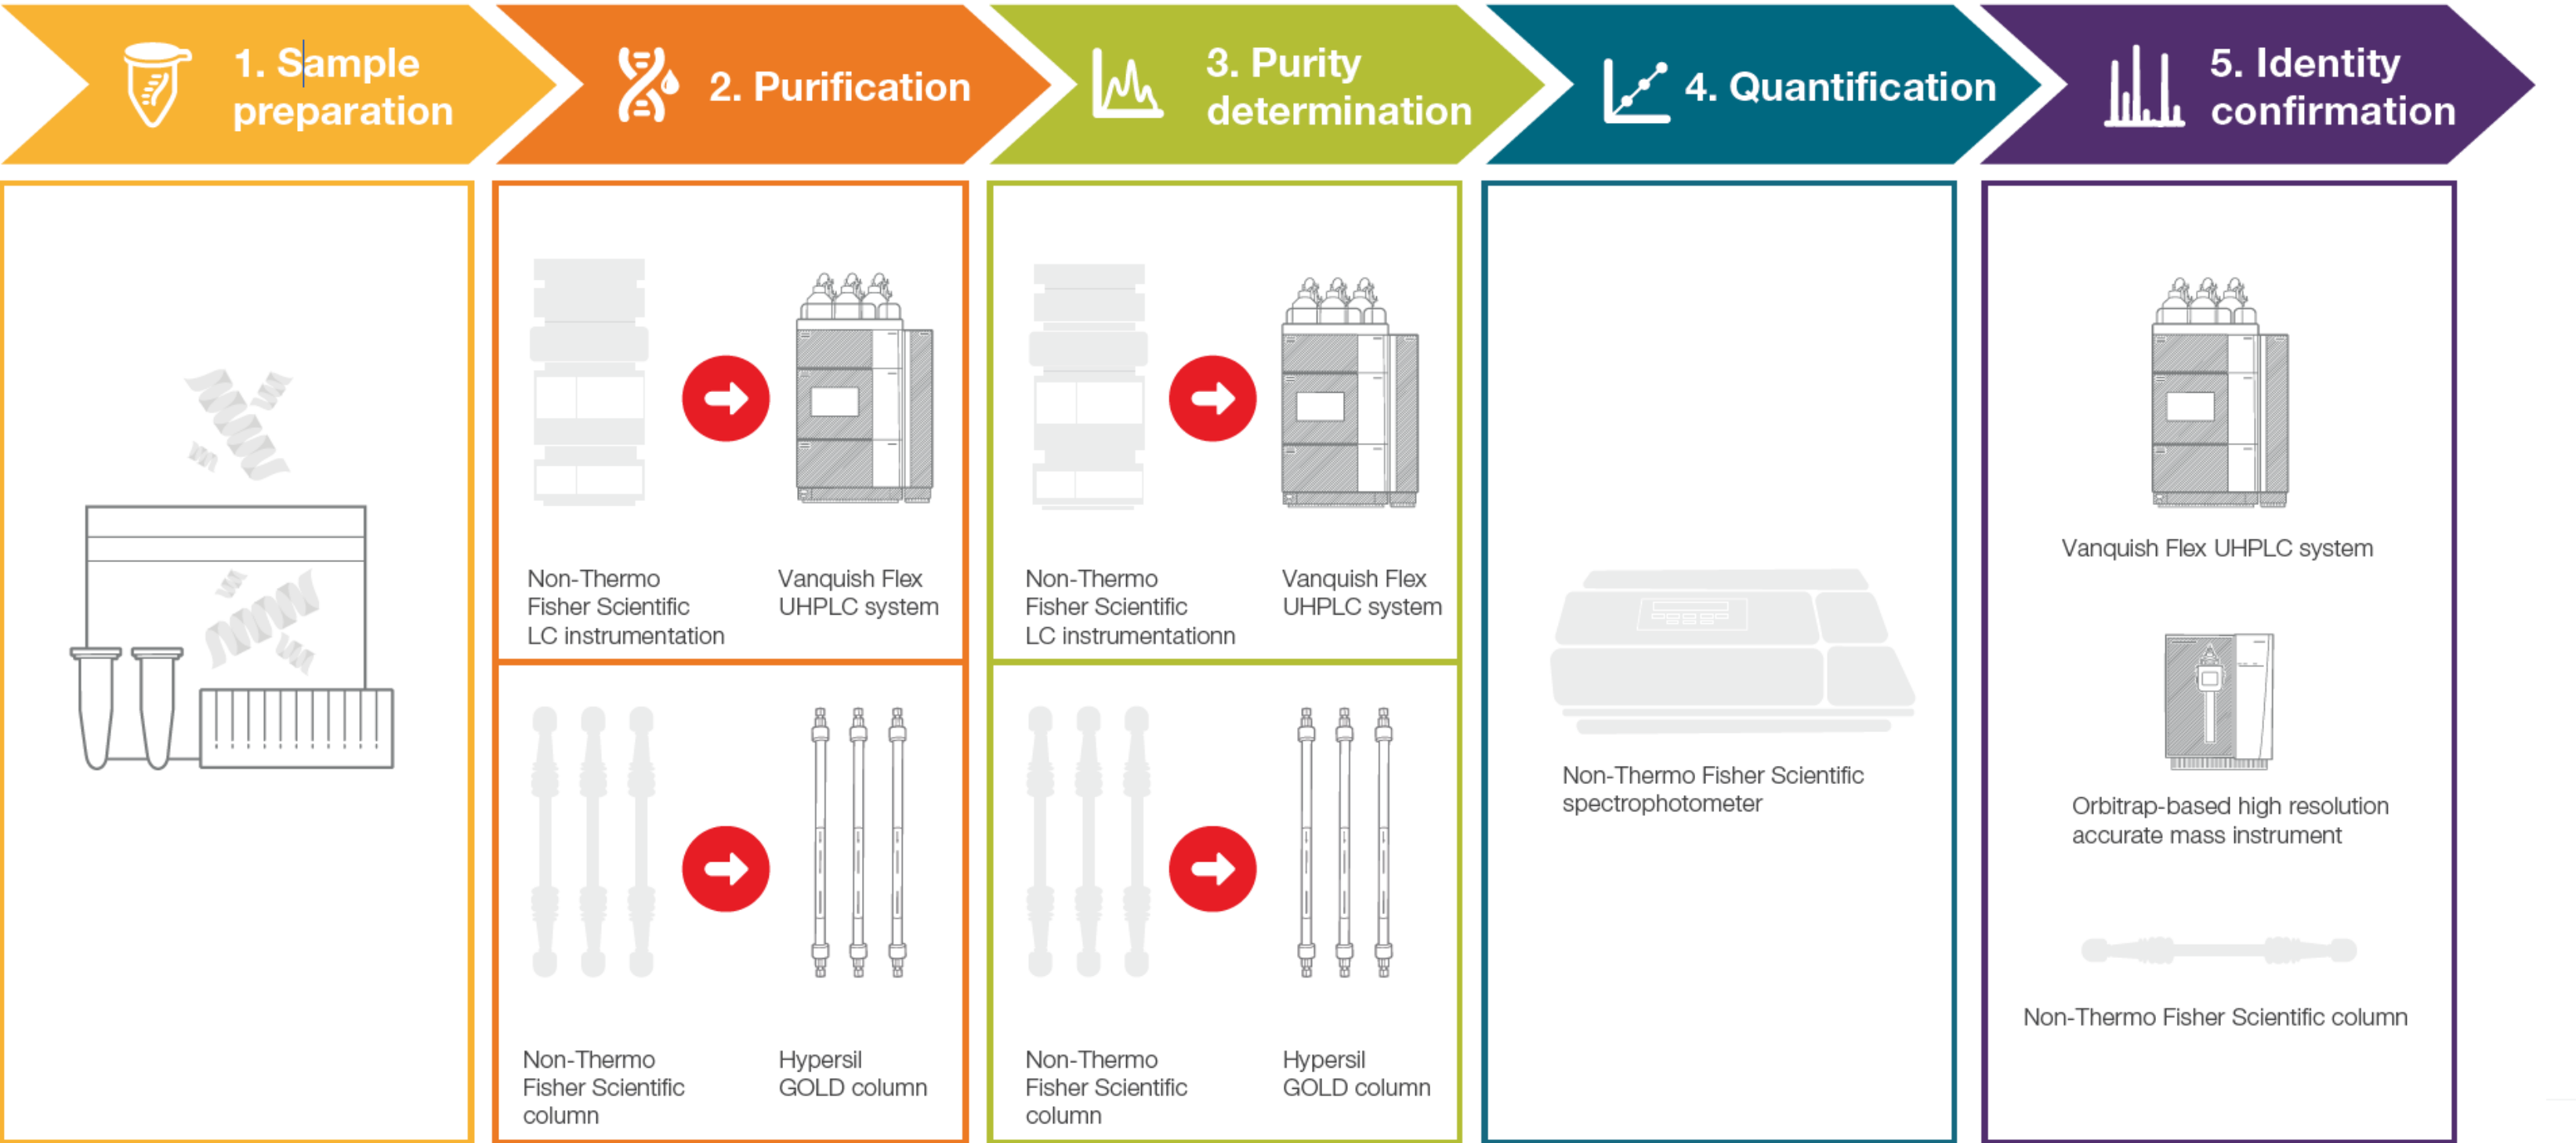 1. Sample
preparation
2. Purification
3. Purity
determination
4. Quantification
5. Identity
confirmation
Non-Thermo
Fisher Scientific
LC instrumentation
Vanquish Flex
UHPLC system
Non-Thermo
Fisher Scientific
column
Hypersil
GOLD column
Non-Thermo
Fisher Scientific
LC instrumentationn
Vanquish Flex
UHPLC system
Non-Thermo
Fisher Scientific
column
Hypersil
GOLD column
Non-Thermo Fisher Scientific
spectrophotometer
Vanquish Flex UHPLC system
Orbitrap-based high resolution
accurate mass instrument
Non-Thermo Fisher Scientific column